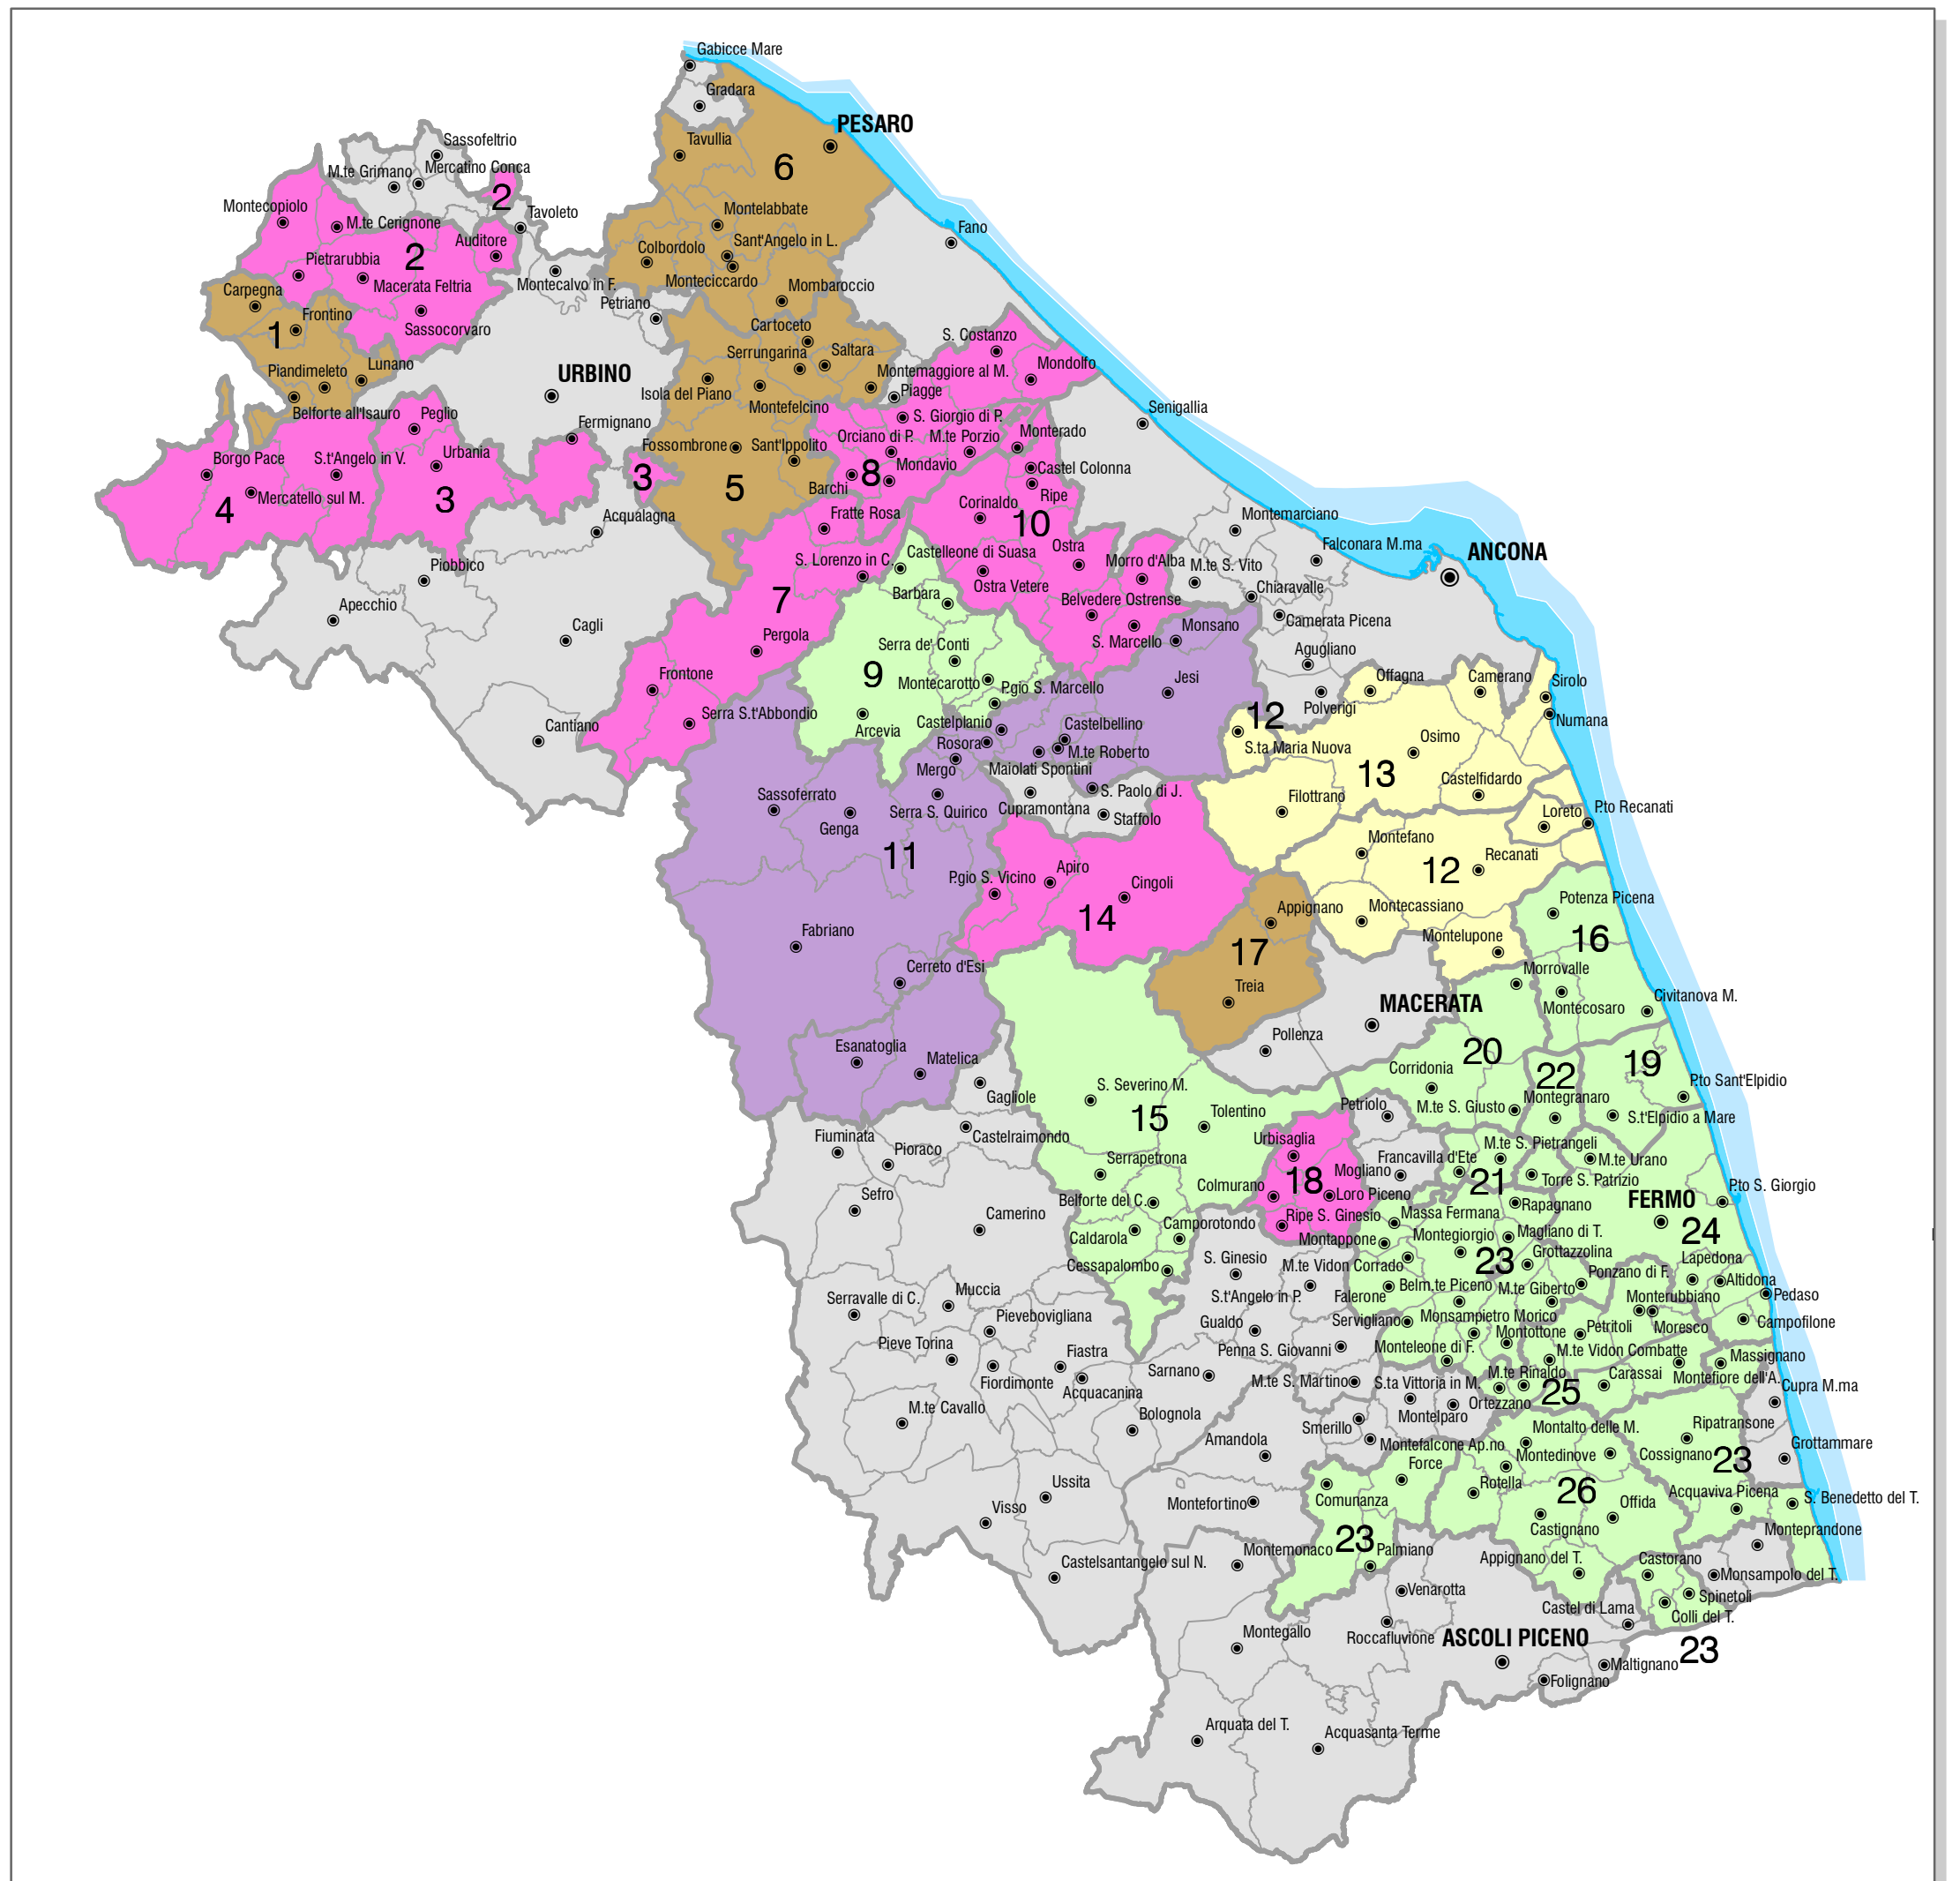 Gabicce Mare
Gradara
PESARO
Tavullia
6
Sassofeltrio
M.te Grimano
Mercatino Conca
2
Montecopiolo
M.te Cerignone
Tavoleto
Auditore
2
Montelabbate
Fano
Colbordolo
Sant'Angelo in L.
Pietrarubbia
Macerata Feltria
Montecalvo in F.
Monteciccardo
Mombaroccio
Carpegna
Petriano
Frontino
1
Sassocorvaro
Cartoceto
S. Costanzo
Serrungarina
Saltara
Mondolfo
Piandimeleto
Lunano
URBINO
Montemaggiore al M.
Isola del Piano
Piagge
Belforte all'Isauro
Peglio
Montefelcino
S. Giorgio di P.
Senigallia
Fermignano
Orciano di P.
M.te Porzio
Monterado
Fossombrone
Sant'Ippolito
Borgo Pace
S.t'Angelo in V.
Urbania
Mondavio
Castel Colonna
Mercatello sul M.
3
Barchi
8
Ripe
4
3
5
Corinaldo
Fratte Rosa
10
Acqualagna
Montemarciano
Ostra
Falconara M.ma
ANCONA
Castelleone di Suasa
S. Lorenzo in C.
Morro d'Alba
M.te S. Vito
Piobbico
Ostra Vetere
Chiaravalle
Barbara
7
Belvedere Ostrense
Apecchio
Cagli
Pergola
Monsano
Camerata Picena
S. Marcello
Serra de' Conti
Agugliano
9
Frontone
Montecarotto
P.gio S. Marcello
Jesi
Offagna
Camerano
Sirolo
Serra S.t'Abbondio
Polverigi
12
Numana
Cantiano
Arcevia
Castelplanio
Castelbellino
Rosora
M.te Roberto
S.ta Maria Nuova
Osimo
Mergo
Maiolati Spontini
13
Castelfidardo
Sassoferrato
Serra S. Quirico
S. Paolo di J.
Filottrano
Genga
Cupramontana
Staffolo
Loreto
P.to Recanati
11
Montefano
Recanati
12
P.gio S. Vicino
Apiro
Cingoli
14
Appignano
Montecassiano
Potenza Picena
Fabriano
17
Montelupone
16
Cerreto d'Esi
Treia
Morrovalle
MACERATA
Montecosaro
Civitanova M.
Pollenza
Esanatoglia
Matelica
20
Corridonia
22
19
Gagliole
S. Severino M.
P.to Sant'Elpidio
Petriolo
M.te S. Giusto
Montegranaro
15
Tolentino
S.t'Elpidio a Mare
Fiuminata
Pioraco
Castelraimondo
Urbisaglia
M.te S. Pietrangeli
Serrapetrona
Francavilla d'Ete
M.te Urano
18
Mogliano
21
Torre S. Patrizio
Sefro
Colmurano
Loro Piceno
FERMO
P.to S. Giorgio
Belforte del C.
Rapagnano
Camerino
Camporotondo
Ripe S. Ginesio
Massa Fermana
24
Caldarola
Montappone
Montegiorgio
Magliano di T.
Cessapalombo
S. Ginesio
M.te Vidon Corrado
23
Grottazzolina
Lapedona
Ponzano di F.
Altidona
Muccia
S.t'Angelo in P.
Falerone
Belm.te Piceno
M.te Giberto
Pedaso
Serravalle di C.
Pievebovigliana
Monterubbiano
Gualdo
Servigliano
Monsampietro Morico
Campofilone
Pieve Torina
Montottone
Petritoli
Moresco
Fiastra
Penna S. Giovanni
Monteleone di F.
M.te Vidon Combatte
Massignano
Fiordimonte
Sarnano
M.te Rinaldo
Carassai
Montefiore dell'A.
Acquacanina
M.te S. Martino
S.ta Vittoria in M.
25
Cupra M.ma
M.te Cavallo
Bolognola
Ortezzano
Montelparo
Smerillo
Montalto delle M.
Ripatransone
Amandola
Montefalcone Ap.no
Montedinove
Cossignano
23
Grottammare
Force
Ussita
Rotella
26
Acquaviva Picena
S. Benedetto del T.
Visso
Montefortino
Comunanza
Offida
Castignano
Monteprandone
23
Montemonaco
Palmiano
Appignano del T.
Castorano
Castelsantangelo sul N.
Monsampolo del T.
Venarotta
Spinetoli
Castel di Lama
Colli del T.
Montegallo
Roccafluvione
ASCOLI PICENO
23
Maltignano
Folignano
Arquata del T.
Acquasanta Terme